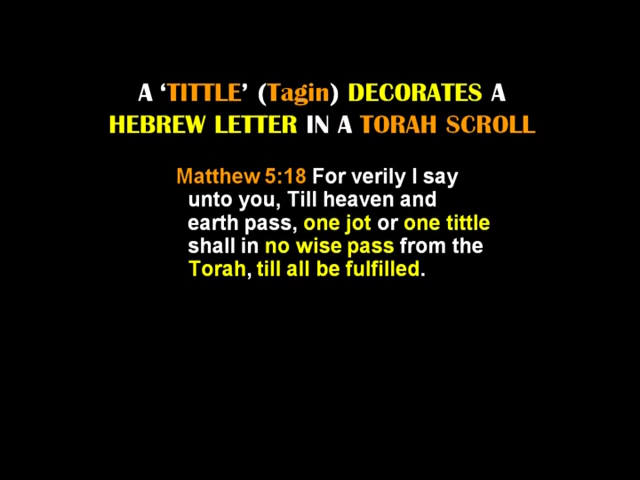 A ‘TITTLE’ (Tagin) DECORATES A
HEBREW LETTER IN A TORAH SCROLL
Matthew 5:18 For verily I say
unto you, Till heaven and
earth pass, one jot or one tittle
shall in no wise pass from the
Torah, till all be fulfilled.